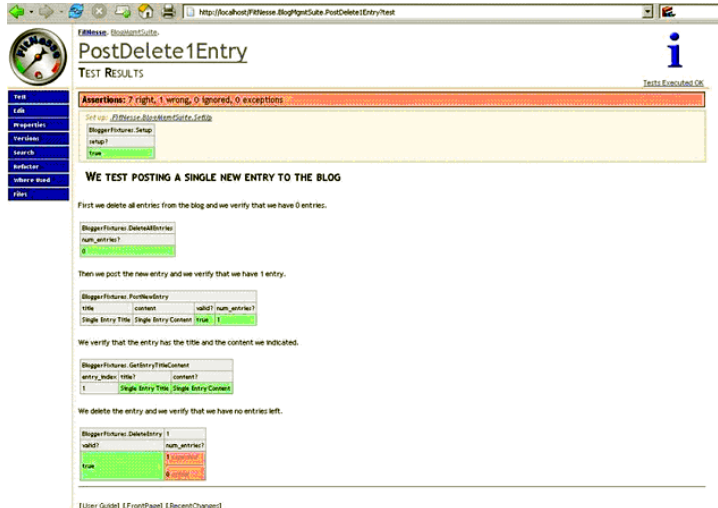 http://localhost/FitNesse.BlogMgmtSuite.PostDelete1Entry?test
FitNesse. BlogMgmtSuite.
PostDelete1Entry
TEST RESULTS
Tests Executed OK
FitNesse
Test
Edit
Properties
Versions
Search
Refactor
Where Used
Files
Assertions: 7 right, 1 wrong, 0 ignored, 0 exceptions
Set up: .FitNesse.BlogMgmtSuite.SetUp
BloggerFixtures.Setup
setup?
true
WE TEST POSTING A SINGLE NEW ENTRY TO THE BLOG
First we delete all entries from the blog and we verify that we have 0 entries.
BloggerFixtures.DeleteAllEntries
num_entries?
0
Then we post the new entry and we verify that we have 1 entry.
BloggerFixtures.PostNewEntry
title content valid? num_entries?
Single Entry Title Single Entry Content true 1
We verify that the entry has the title and the content we indicated.
BloggerFixtures.GetEntryTitleContent
entry_index title? content?
1 Single Entry Title Single Entry Content
We delete the entry and we verify that we have no entries left.
BloggerFixtures.DeleteEntry 1
valid? num_entries?
true 1 expected
0 actual
[User Guide] [.FrontPage] [.RecentChanges]